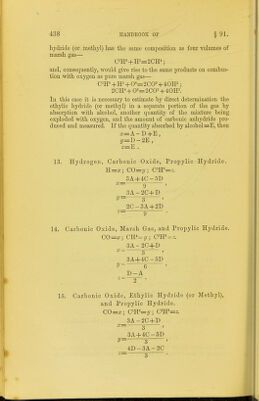 438 HANDBOOK OF § 91.
hydride (or methyl) has the same composition as four volumes of
marsh gas—
C²H⁶+H²=2CH⁴;
and, consequently, would give rise to the same products on combus-
tion with oxygen as pure marsh gas—
C²H⁶+H²+O⁸=2CO²+4OH²;
2CH⁴+O⁸=2CO²+4OH².
In this case it is necessary to estimate by direct determination the
ethylic hydride (or methyl) in a separate portion of the gas by
absorption with alcohol, another quantity of the mixture being
exploded with oxygen, and the amount of carbonic anhydride pro-
duced and measured. If the quantity absorbed by alcohol=E, then
x=A-D+E,
y=D-2E,
z=E.
13. Hydrogen, Carbonic Oxide, Propylic Hydride.
H=x; CO=y; C³H⁸=z.
x= 3A+4C-5D / 9 ,
y= 3A-2C+D / 3 ,
z= 2C-3A+2D / 9 .
14. Carbonic Oxide, Marsh Gas, and Propylic Hydride.
CO=x; CH⁴=y; C³H⁸=z.
x= 3A-2C+D / 3 ,
y= 3A+4C-5D / 6 ,
z= D-A / 2 .
15. Carbonic Oxide, Ethylic Hydride (or Methyl),
and Propylic Hydride.
CO=x; C²H⁶=y; C³H⁸=z.
x= 3A-2C+D / 3 ,
y= 3A+4C-5D / 3 ,
z= 4D-3A-2C / 3